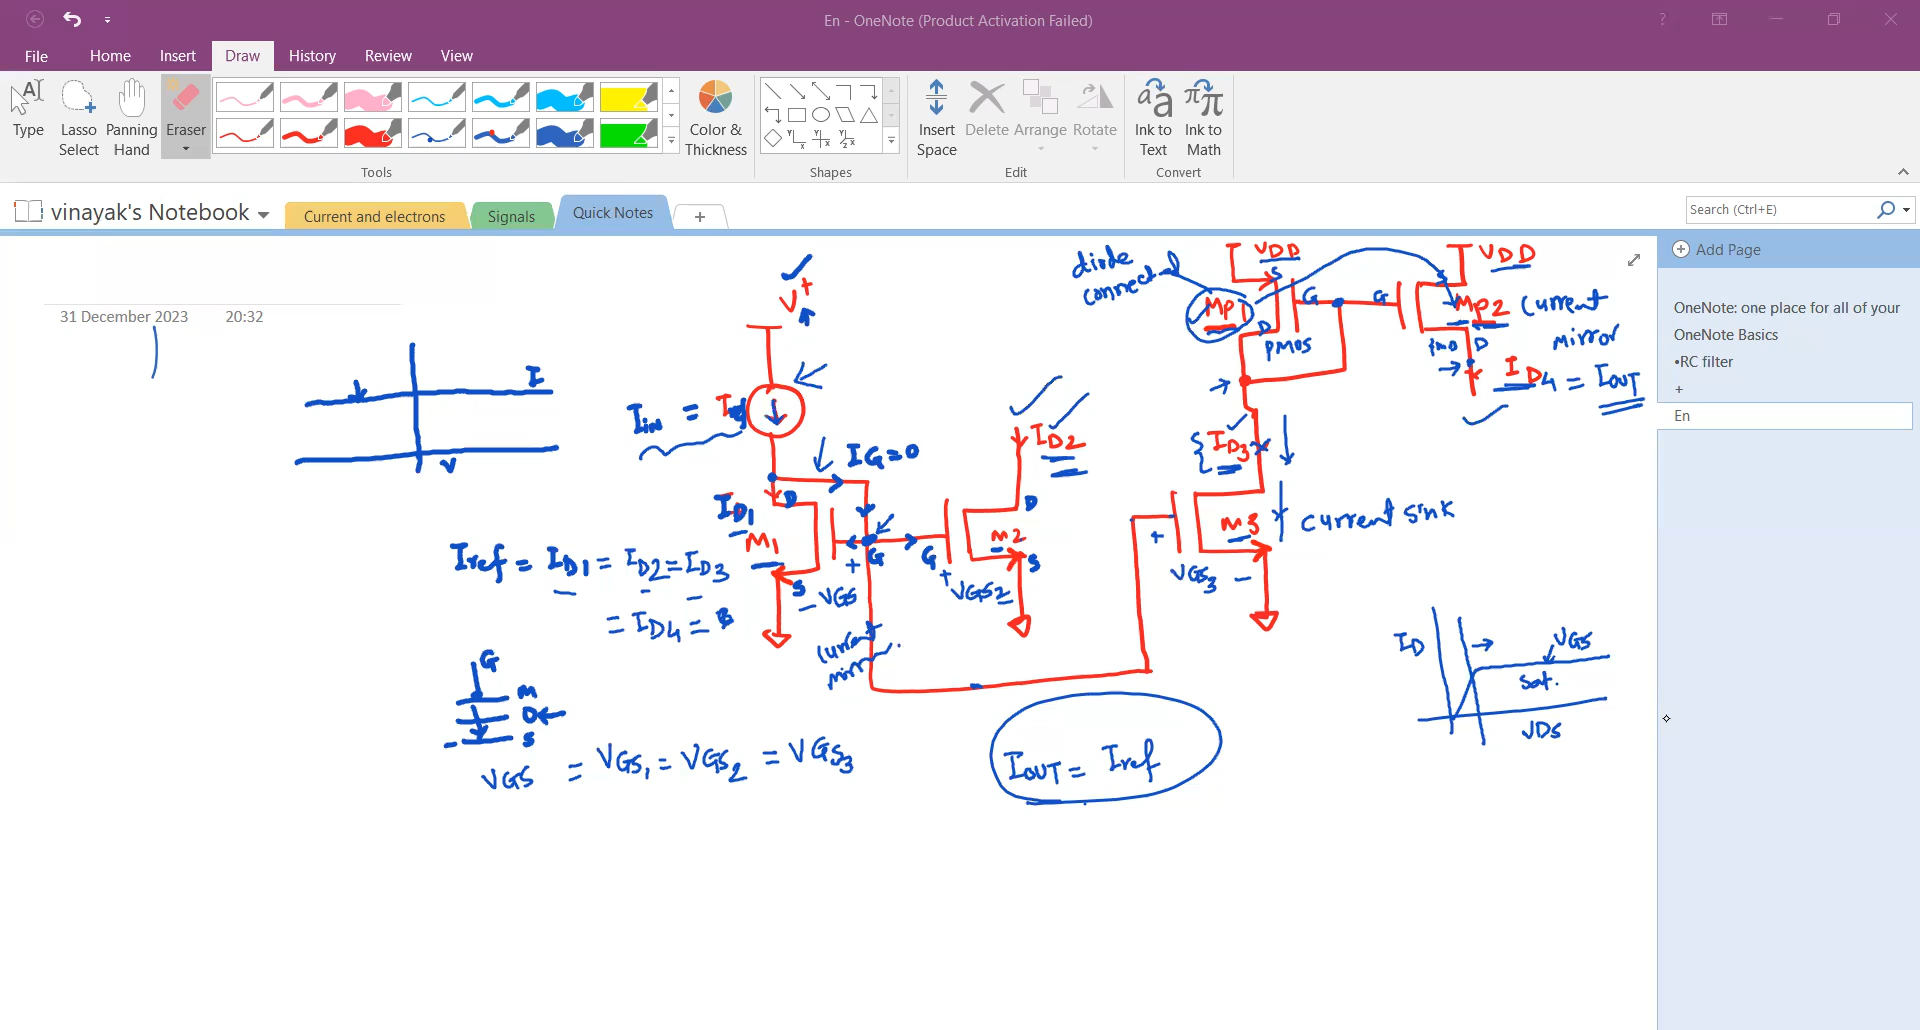 En - OneNote (Product Activation Failed)
File Home Insert Draw History Review View
Type
Lasso Select
Panning Hand
Eraser
Color & Thickness
Insert Space
Delete
Arrange
Rotate
Ink to Text
Ink to Math
Tools
Shapes
Edit
Convert
vinayak's Notebook
Current and electrons
Signals
Quick Notes
+
Search (Ctrl+E)
Add Page
OneNote: one place for all of your
OneNote Basics
•RC filter
+
En
31 December 2023 20:32
I
V
V+
Iin = Iref
IG=0
ID1
D
M1
G
S
+
- VGS
current mirror
ID2
D
G
M2
S
+
VGS2
Iref = ID1 = ID2 = ID3
= ID4 =
G
M
O
S
-
VGS = VGS1 = VGS2 = VGS3
diode connected
VDD
S
MP1
G
D
PMOS
VDD
G
S
MP2
D
current mirror
ID4 = IOUT
ID3
M3
current sink
+
VGS3 -
IOUT = Iref
ID
VGS
sat.
VDS